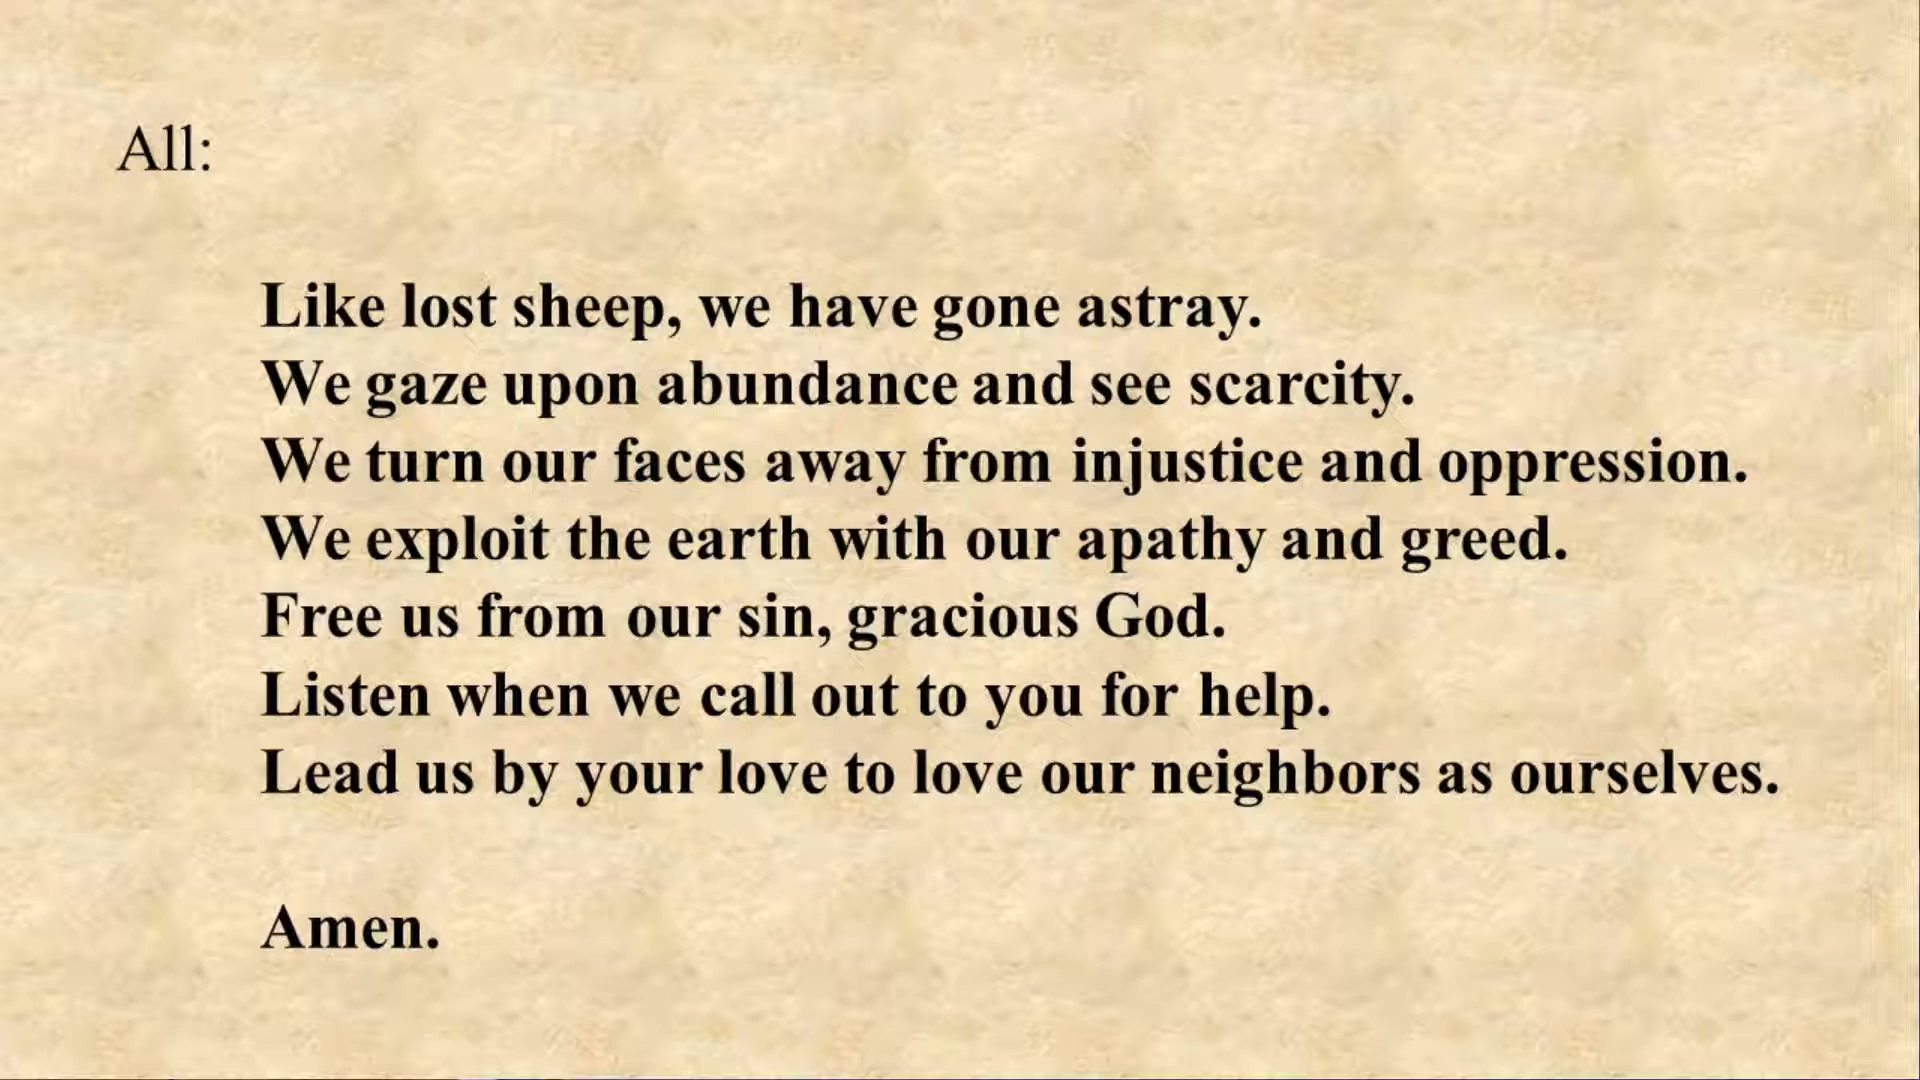 All:
Like lost sheep, we have gone astray.
We gaze upon abundance and see scarcity.
We turn our faces away from injustice and oppression.
We exploit the earth with our apathy and greed.
Free us from our sin, gracious God.
Listen when we call out to you for help.
Lead us by your love to love our neighbors as ourselves.
Amen.